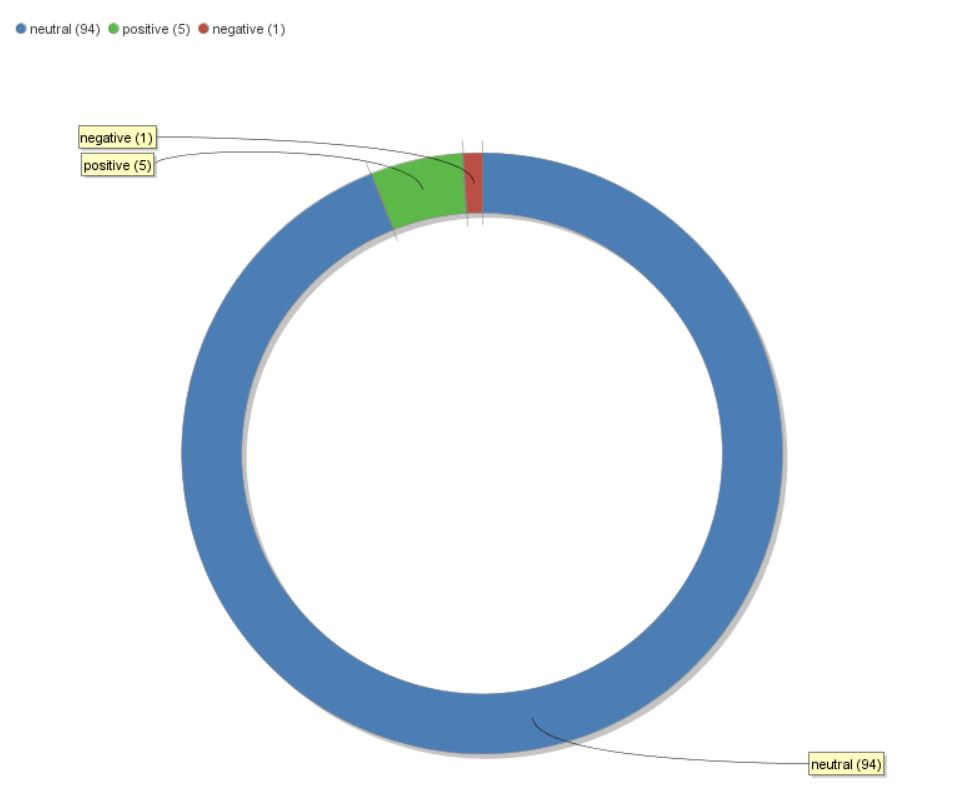 neutral (94) positive (5) negative (1)
negative (1)
positive (5)
neutral (94)